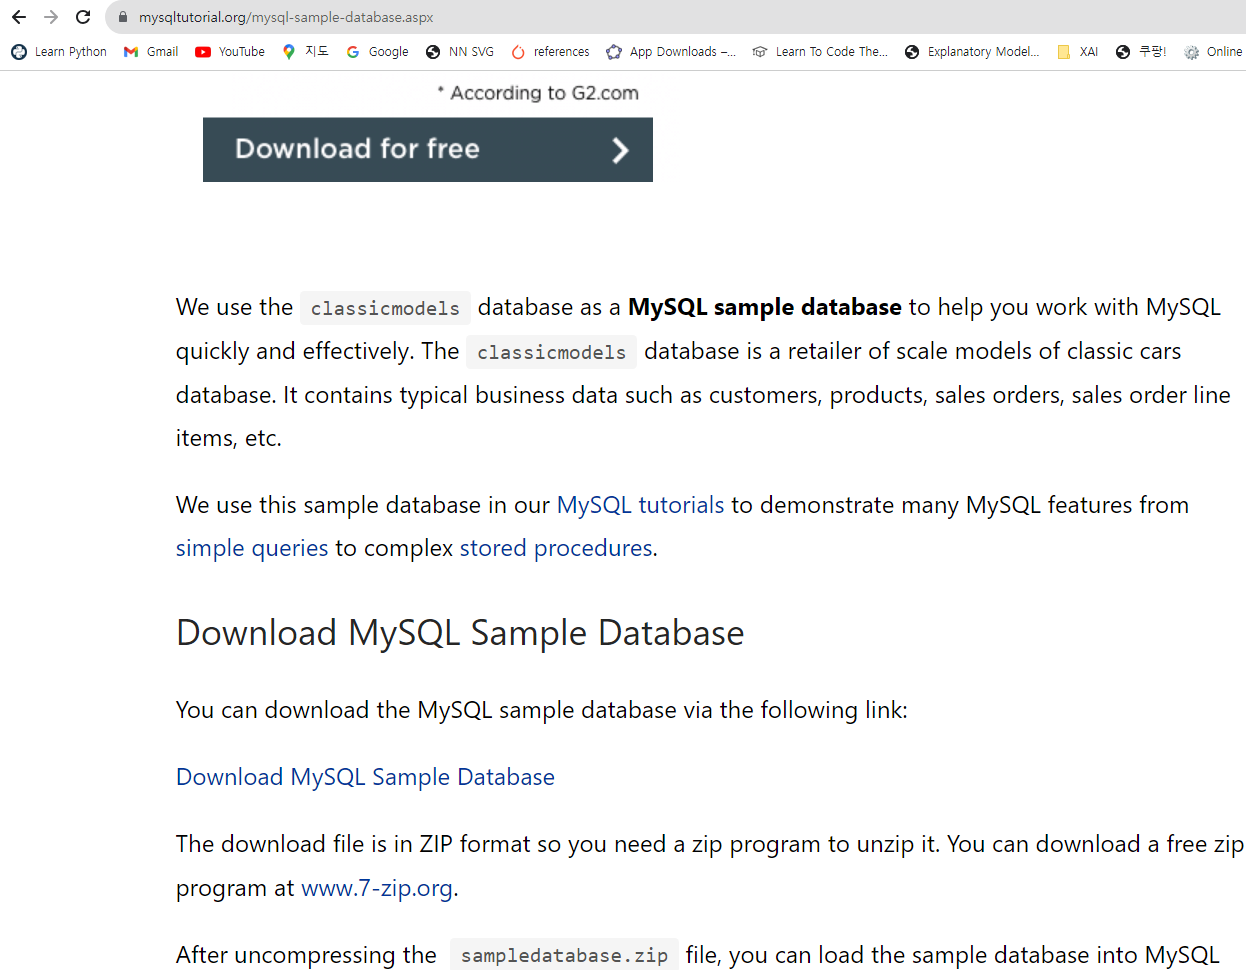 mysqltutorial.org/mysql-sample-database.aspx
Learn Python Gmail YouTube 지도 Google NN SVG references App Downloads –... Learn To Code The... Explanatory Model... XAI 쿠팡! Online
* According to G2.com
Download for free
We use the classicmodels database as a MySQL sample database to help you work with MySQL
quickly and effectively. The classicmodels database is a retailer of scale models of classic cars
database. It contains typical business data such as customers, products, sales orders, sales order line
items, etc.
We use this sample database in our MySQL tutorials to demonstrate many MySQL features from
simple queries to complex stored procedures.
Download MySQL Sample Database
You can download the MySQL sample database via the following link:
Download MySQL Sample Database
The download file is in ZIP format so you need a zip program to unzip it. You can download a free zip
program at www.7-zip.org.
After uncompressing the sampledatabase.zip file, you can load the sample database into MySQL